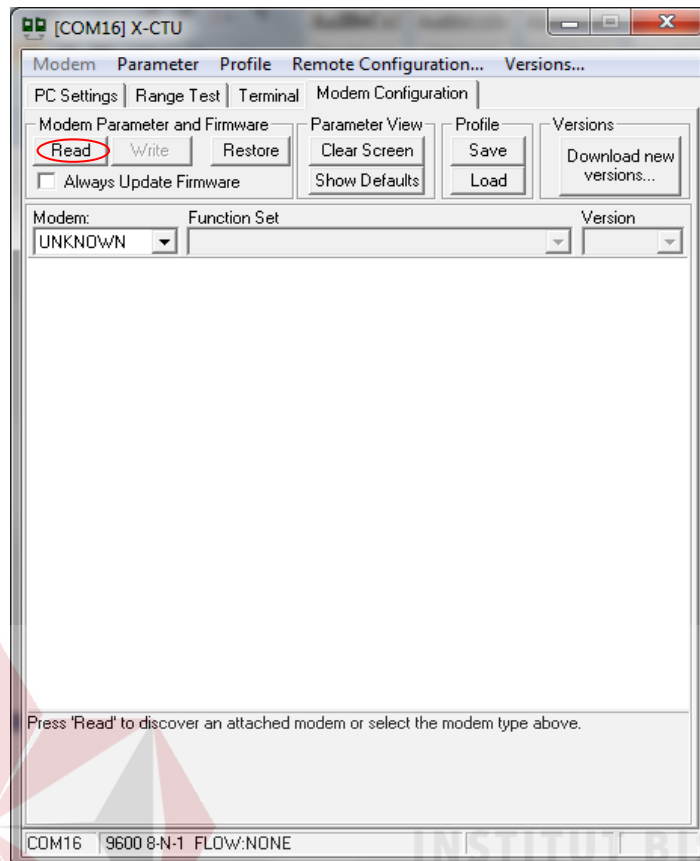 [COM16] X-CTU
Modem Parameter Profile Remote Configuration... Versions...
PC Settings Range Test Terminal Modem Configuration
Modem Parameter and Firmware Parameter View Profile Versions
Read Write Restore Clear Screen Save Download new versions...
Always Update Firmware Show Defaults Load
Modem: Function Set Version
UNKNOWN
Press 'Read' to discover an attached modem or select the modem type above.
COM16 9600 8-N-1 FLOW:NONE
INSTITUT BI